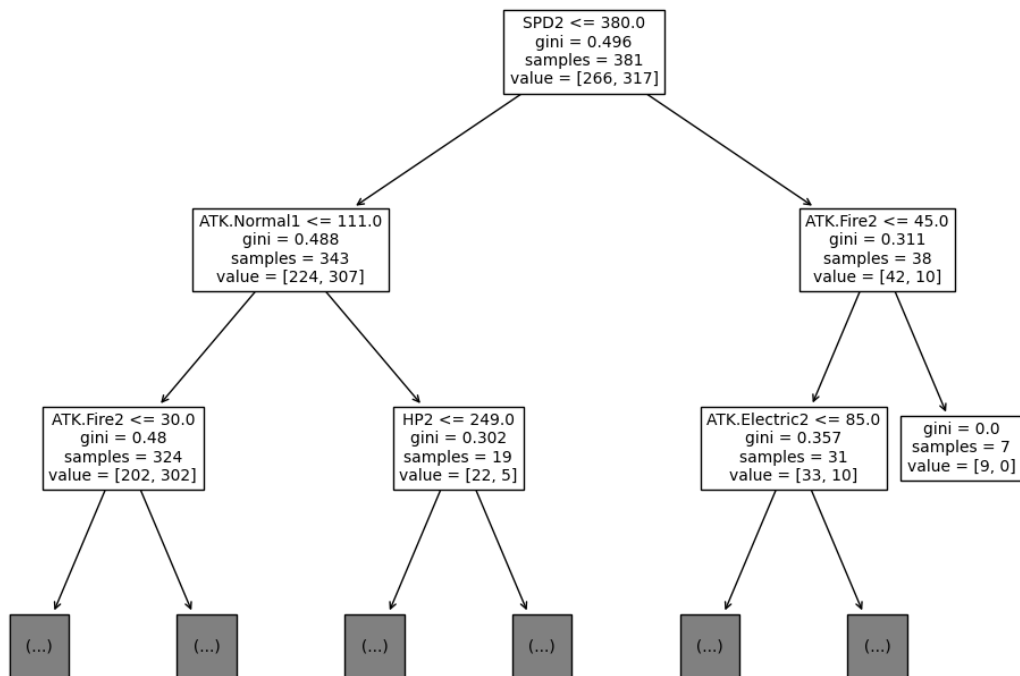 SPD2 <= 380.0
gini = 0.496
samples = 381
value = [266, 317]
ATK.Normal1 <= 111.0
gini = 0.488
samples = 343
value = [224, 307]
ATK.Fire2 <= 45.0
gini = 0.311
samples = 38
value = [42, 10]
ATK.Fire2 <= 30.0
gini = 0.48
samples = 324
value = [202, 302]
HP2 <= 249.0
gini = 0.302
samples = 19
value = [22, 5]
ATK.Electric2 <= 85.0
gini = 0.357
samples = 31
value = [33, 10]
gini = 0.0
samples = 7
value = [9, 0]
(...)
(...)
(...)
(...)
(...)
(...)